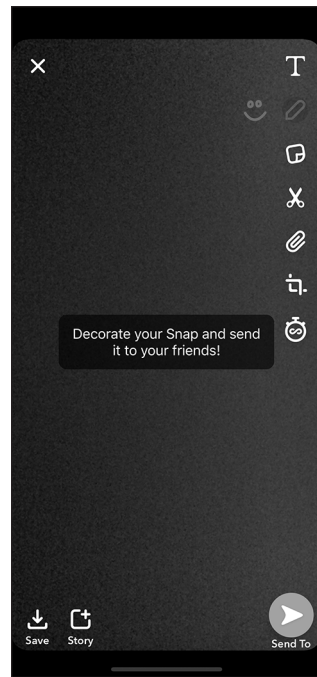 T
Decorate your Snap and send
it to your friends!
Save
Story
Send To